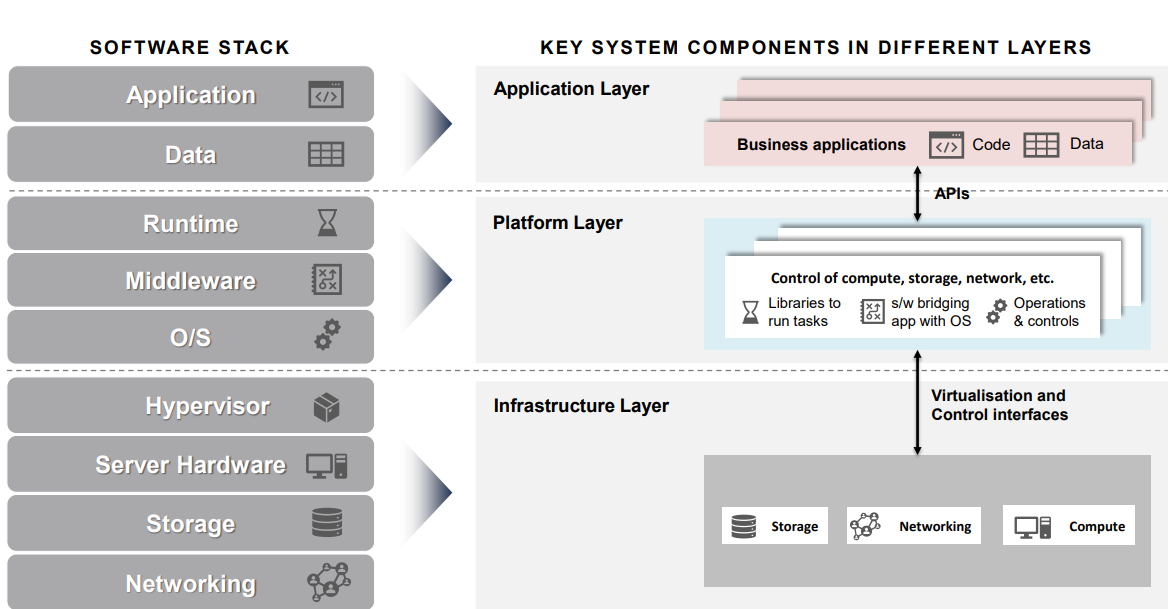 SOFTWARE STACK
KEY SYSTEM COMPONENTS IN DIFFERENT LAYERS
Application
Data
Runtime
Middleware
O/S
Hypervisor
Server Hardware
Storage
Networking
Application Layer
Business applications
Code
Data
APIs
Platform Layer
Control of compute, storage, network, etc.
Libraries to
run tasks
s/w bridging
app with OS
Operations
& controls
Virtualisation and
Control interfaces
Infrastructure Layer
Storage
Networking
Compute